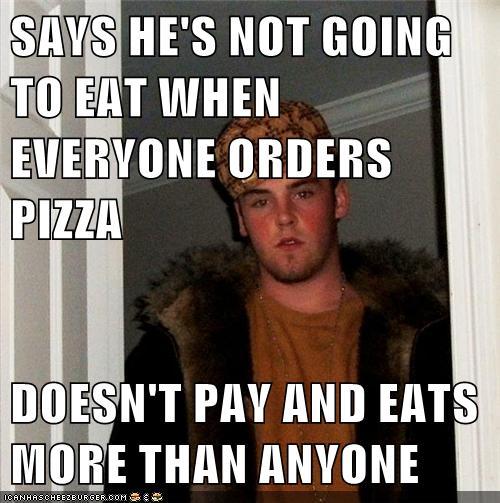 SAYS HE'S NOT GOING
TO EAT WHEN
EVERYONE ORDERS
PIZZA
DOESN'T PAY AND EATS
MORE THAN ANYONE
ICANHASCHEEZBURGER.COM